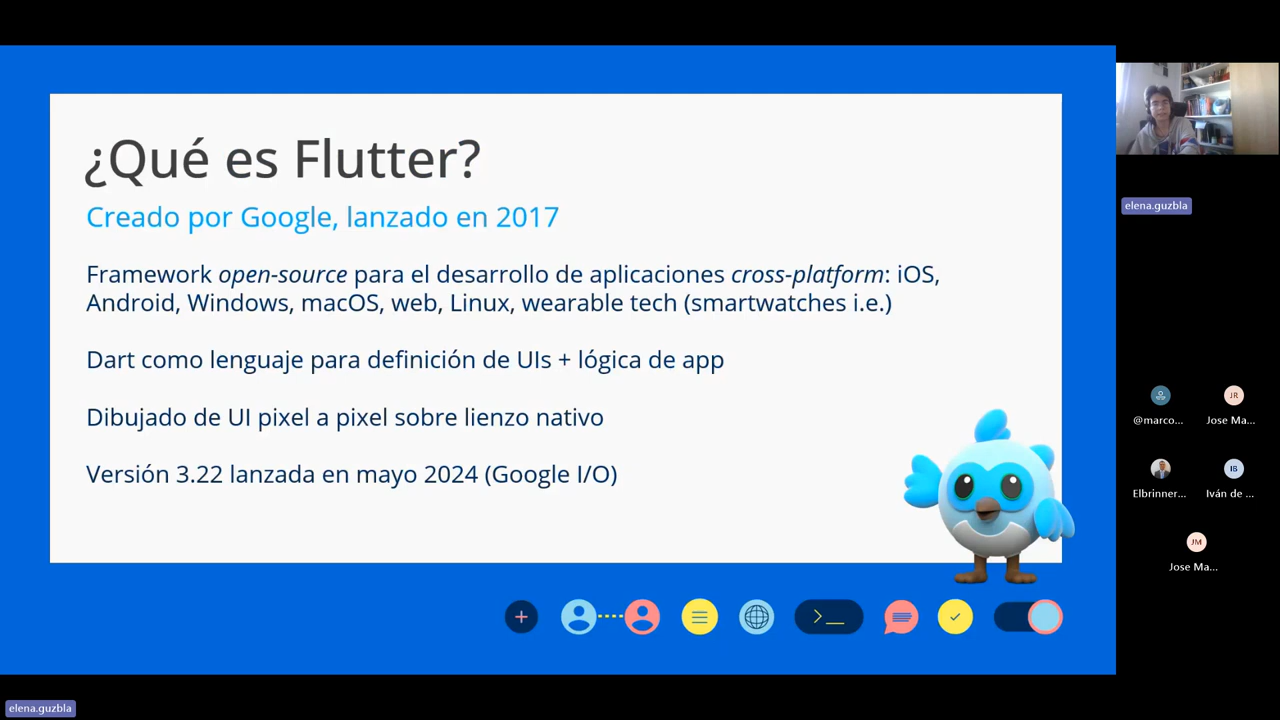 ¿Qué es Flutter?
Creado por Google, lanzado en 2017
Framework open-source para el desarrollo de aplicaciones cross-platform: iOS,
Android, Windows, macOS, web, Linux, wearable tech (smartwatches i.e.)
Dart como lenguaje para definición de UIs + lógica de app
Dibujado de UI pixel a pixel sobre lienzo nativo
Versión 3.22 lanzada en mayo 2024 (Google I/O)
elena.guzbla
JR
@marco...
Jose Ma...
IB
Elbrinner...
Iván de ...
JM
Jose Ma...
elena.guzbla